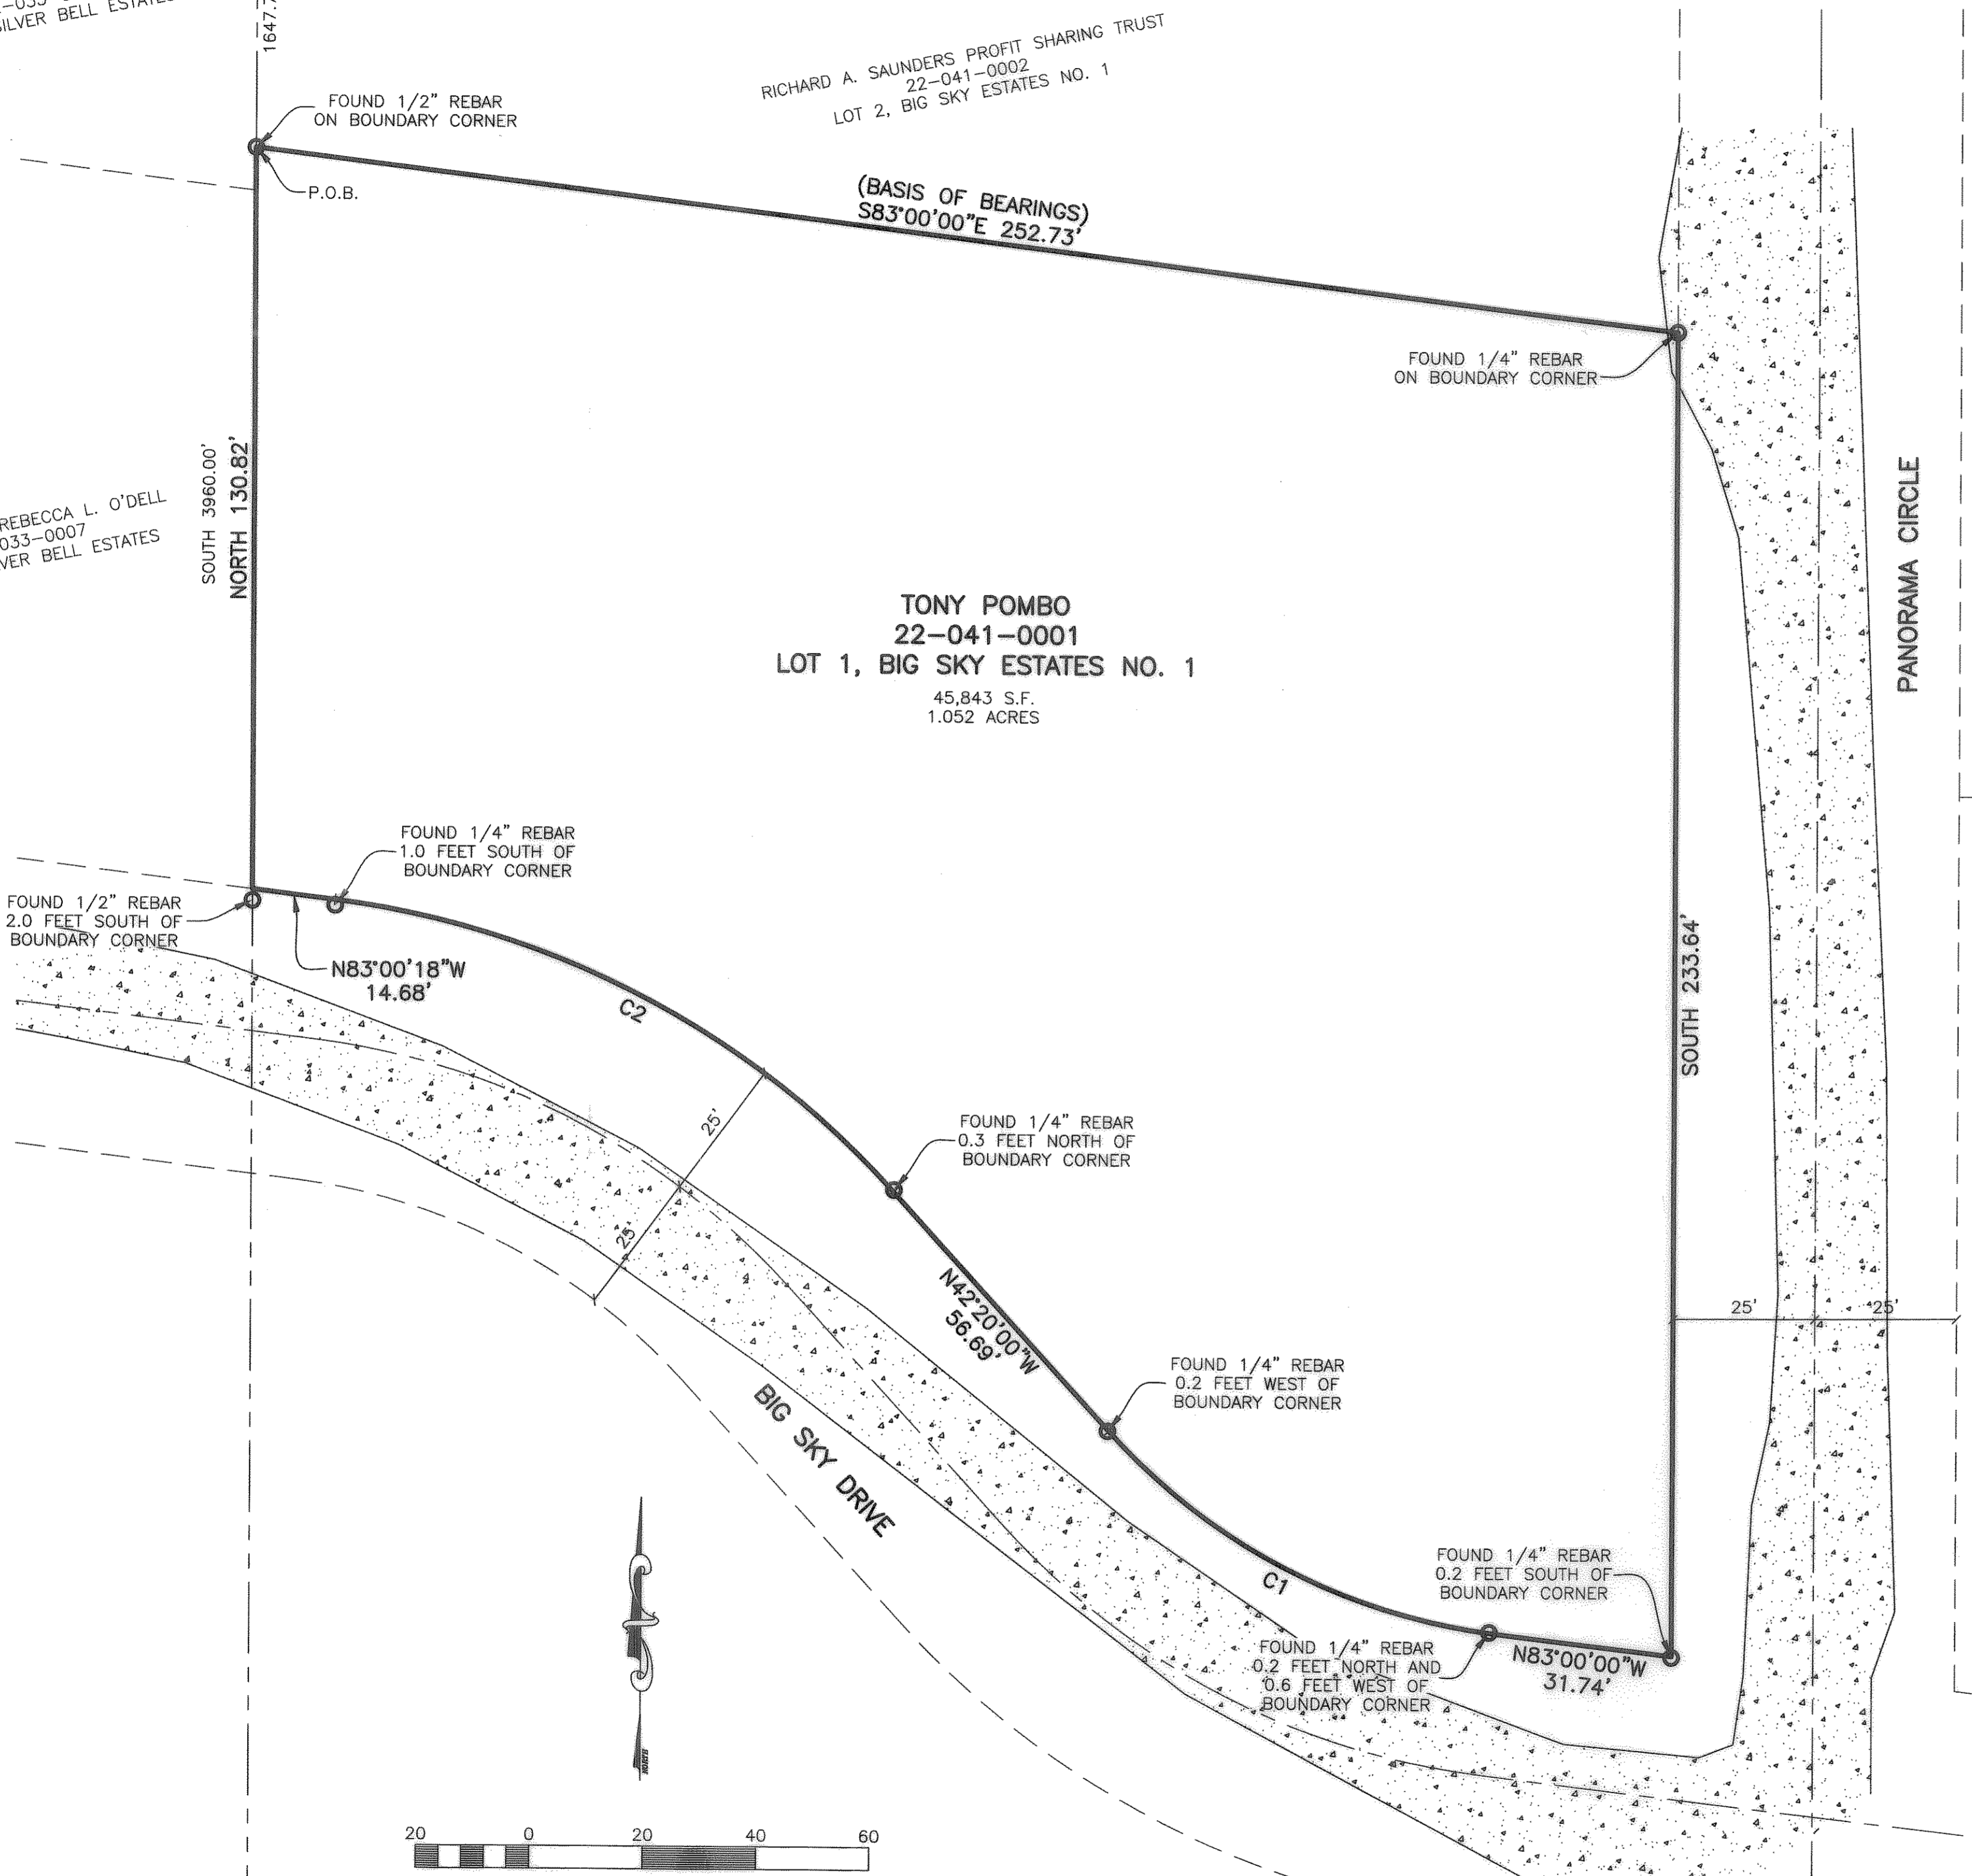 SILVER BELL ESTATES
RICHARD A. SAUNDERS PROFIT SHARING TRUST
22-041-0002
LOT 2, BIG SKY ESTATES NO. 1
FOUND 1/2" REBAR
ON BOUNDARY CORNER
P.O.B.
(BASIS OF BEARINGS)
S83°00'00"E 252.73'
FOUND 1/4" REBAR
ON BOUNDARY CORNER
SOUTH 3960.00'
NORTH 130.82'
REBECCA L. O'DELL
033-0007
VER BELL ESTATES
PANORAMA CIRCLE
TONY POMBO
22-041-0001
LOT 1, BIG SKY ESTATES NO. 1
45,843 S.F.
1.052 ACRES
FOUND 1/4" REBAR
1.0 FEET SOUTH OF
BOUNDARY CORNER
FOUND 1/2" REBAR
2.0 FEET SOUTH OF
BOUNDARY CORNER
N83°00'18"W
14.68'
C2
SOUTH 233.64'
25'
25'
FOUND 1/4" REBAR
0.3 FEET NORTH OF
BOUNDARY CORNER
N42°20'00"W
56.69'
25'
25'
FOUND 1/4" REBAR
0.2 FEET WEST OF
BOUNDARY CORNER
BIG SKY DRIVE
C1
FOUND 1/4" REBAR
0.2 FEET SOUTH OF
BOUNDARY CORNER
FOUND 1/4" REBAR
0.2 FEET NORTH AND
0.6 FEET WEST OF
BOUNDARY CORNER
N83°00'00"W
31.74'
NORTH
20 0 20 40 60